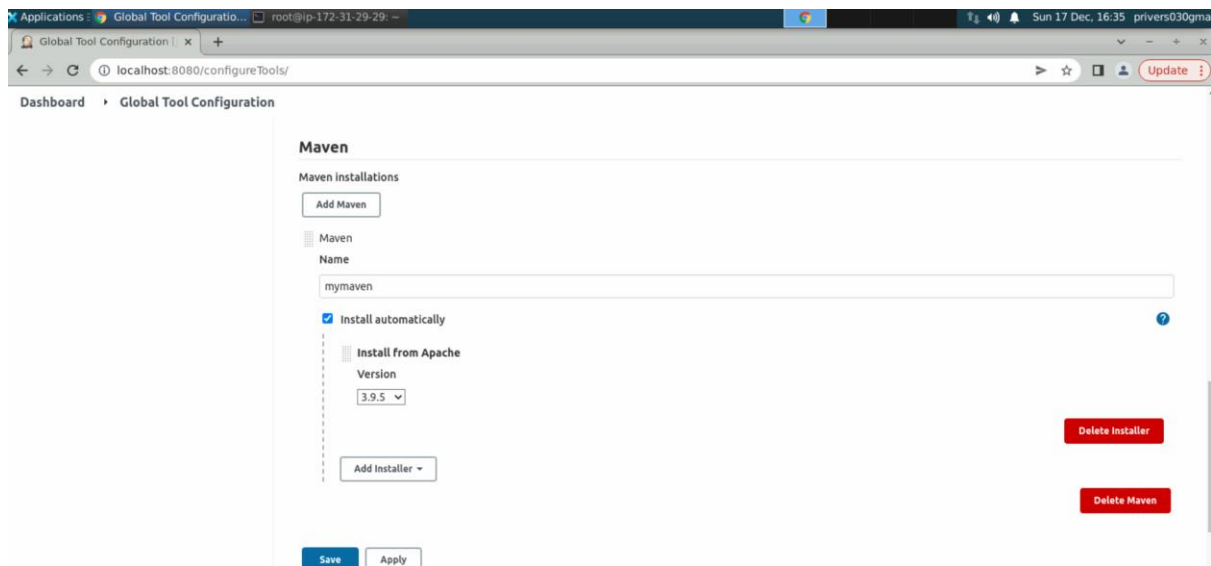 Applications Global Tool Configuratio... root@ip-172-31-29-29: ~ Sun 17 Dec, 16:35 privers030gma
Global Tool Configuration [
localhost:8080/configureTools/ Update
Dashboard Global Tool Configuration
Maven
Maven installations
Add Maven
Maven
Name
mymaven
Install automatically
?
Install from Apache
Version
3.9.5
Delete Installer
Add Installer
Delete Maven
Save Apply